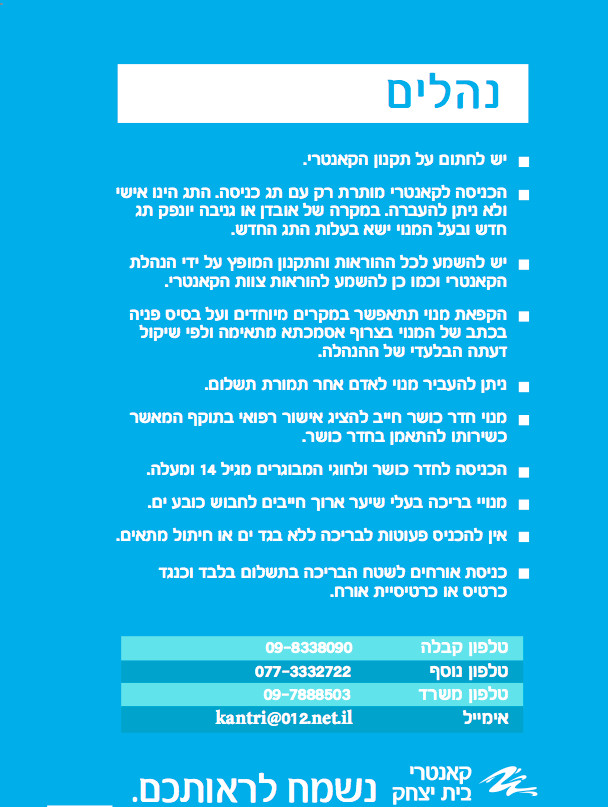 נהלים
יש לחתום על תקנון הקאנטרי.
הכניסה לקאנטרי מותרת רק עם תג כניסה. התג הינו אישי
ולא ניתן להעברה. במקרה של אובדן או גניבה יונפק תג
חדש ובעל המנוי ישא בעלות התג החדש.
יש להשמע לכל ההוראות והתקנון המופץ על ידי הנהלת
הקאנטרי וכמו כן להשמע להוראות צוות הקאנטרי.
הקפאת מנוי תתאפשר במקרים מיוחדים ועל בסיס פניה
בכתב של המנוי בצרוף אסמכתא מתאימה ולפי שיקול
דעתה הבלעדי של ההנהלה.
ניתן להעביר מנוי לאדם אחר תמורת תשלום.
מנוי חדר כושר חייב להציג אישור רפואי בתוקף המאשר
כשירותו להתאמן בחדר כושר.
הכניסה לחדר כושר ולחוגי המבוגרים מגיל 14 ומעלה.
מנויי בריכה בעלי שיער ארוך חייבים לחבוש כובע ים.
אין להכניס פעוטות לבריכה ללא בגד ים או חיתול מתאים.
כניסת אורחים לשטח הבריכה בתשלום בלבד וכנגד
כרטיס או כרטיסיית אורח.
טלפון קבלה 09-8338090
טלפון נוסף 077-3332722
טלפון משרד 09-7888503
אימייל kantri@012.net.il
קאנטרי
בית יצחק
נשמח לראותכם.